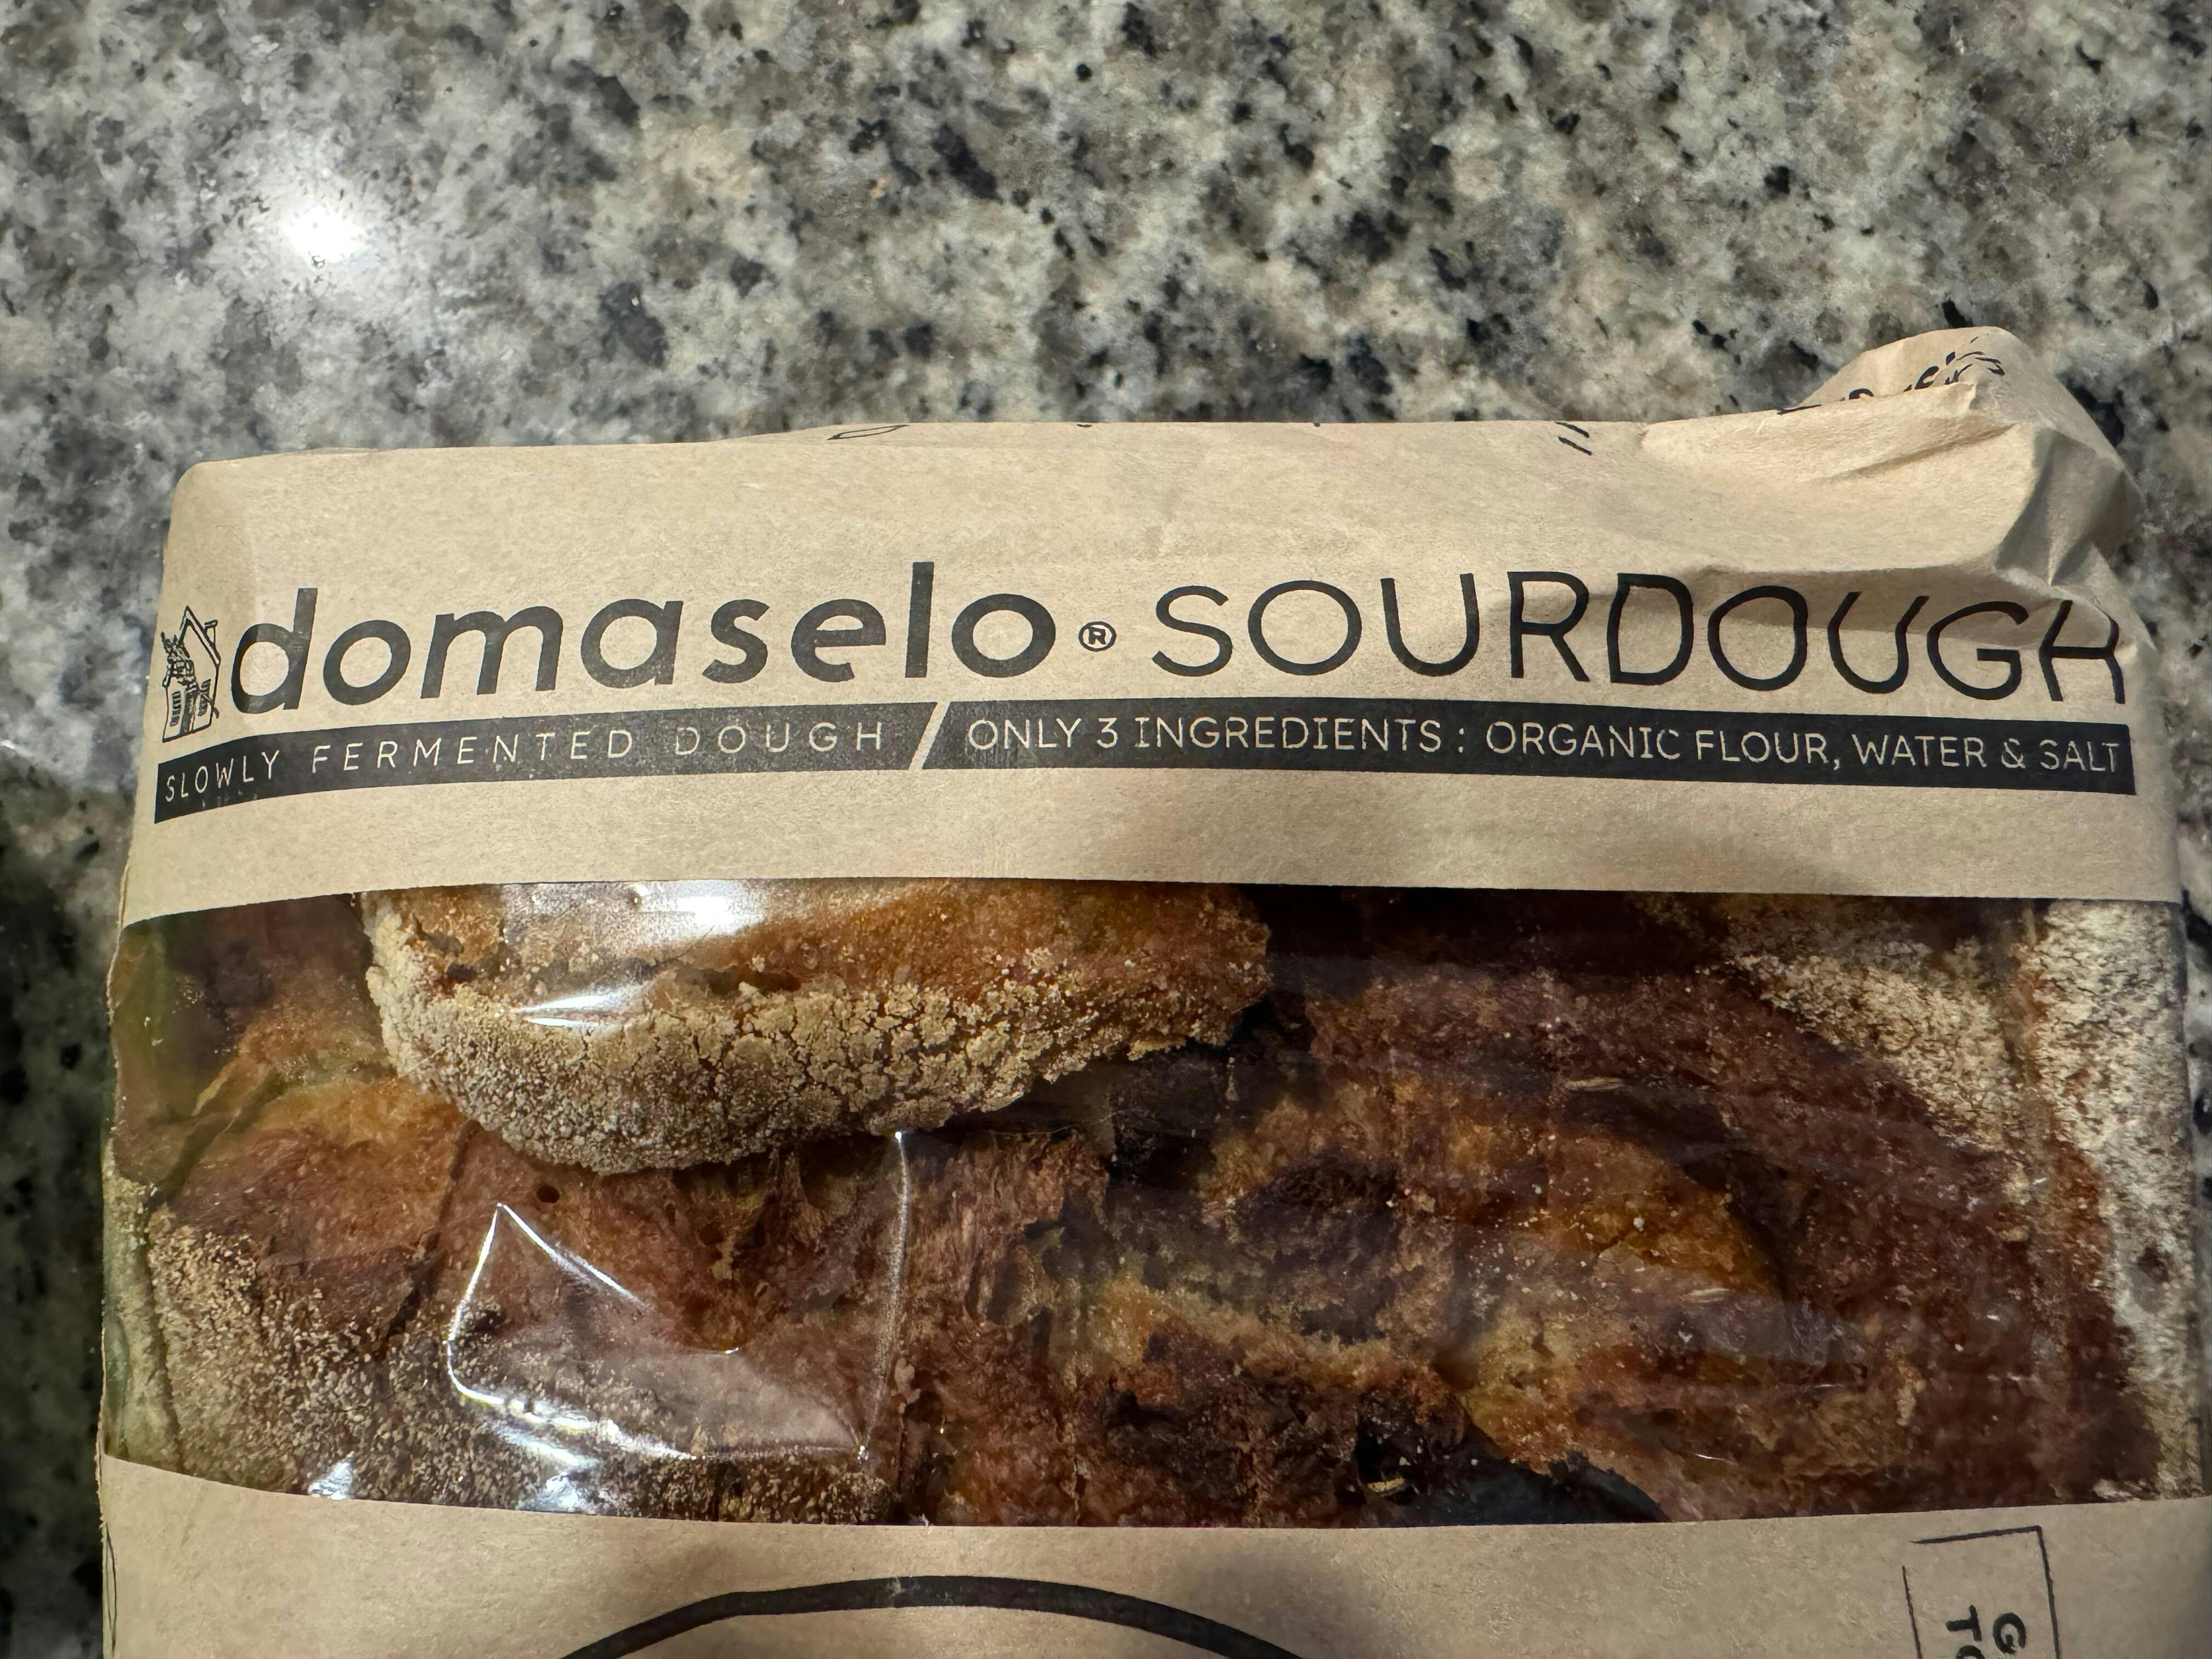 domaselo® SOURDOUGH
SLOWLY FERMENTED DOUGH / ONLY 3 INGREDIENTS : ORGANIC FLOUR, WATER & SALT